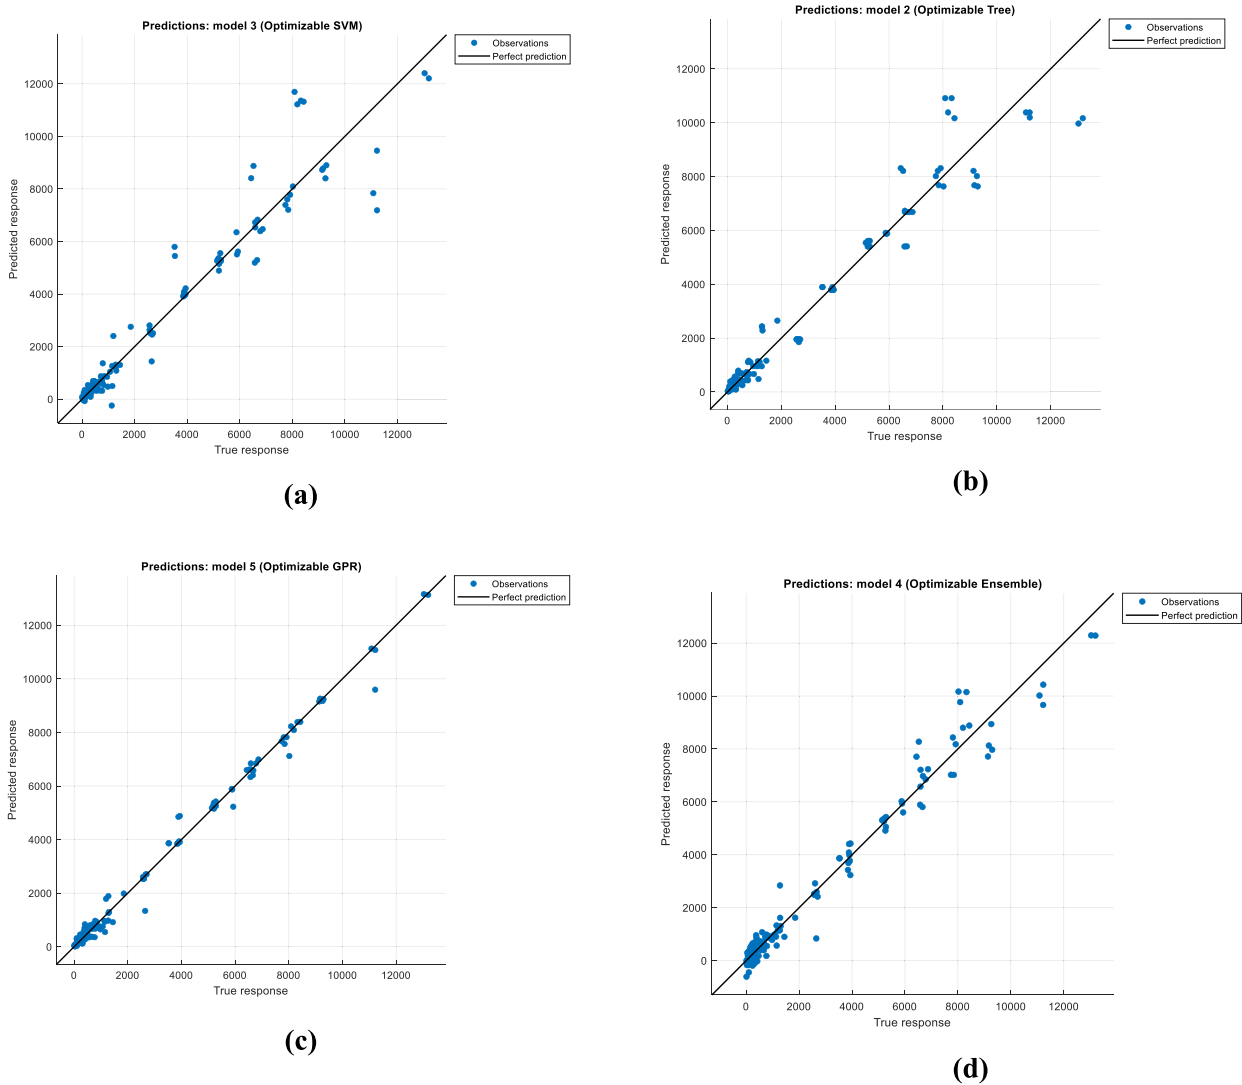 Predictions: model 3 (Optimizable SVM)
Observations
Perfect prediction
12000
10000
8000
6000
4000
2000
0
Predicted response
0 2000 4000 6000 8000 10000 12000
True response
(a)
Predictions: model 2 (Optimizable Tree)
Observations
Perfect prediction
12000
10000
8000
6000
4000
2000
0
Predicted response
0 2000 4000 6000 8000 10000 12000
True response
(b)
Predictions: model 5 (Optimizable GPR)
Observations
Perfect prediction
12000
10000
8000
6000
4000
2000
0
Predicted response
0 2000 4000 6000 8000 10000 12000
True response
(c)
Predictions: model 4 (Optimizable Ensemble)
Observations
Perfect prediction
12000
10000
8000
6000
4000
2000
0
Predicted response
0 2000 4000 6000 8000 10000 12000
True response
(d)